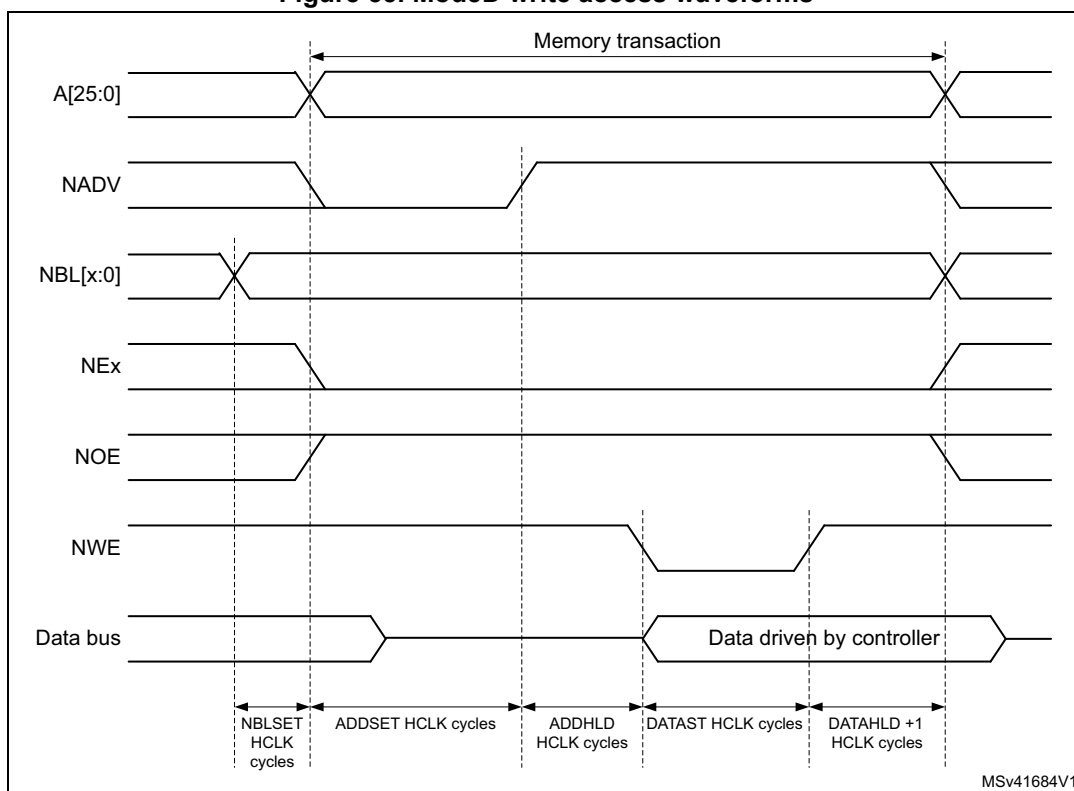 Figure ModeD write access waveforms
Memory transaction
A[25:0]
NADV
NBL[x:0]
NEx
NOE
NWE
Data bus
Data driven by controller
NBLSET
HCLK
cycles
ADDSET HCLK cycles
ADDHLD
HCLK cycles
DATAST HCLK cycles
DATAHLD +1
HCLK cycles
MSv41684V1